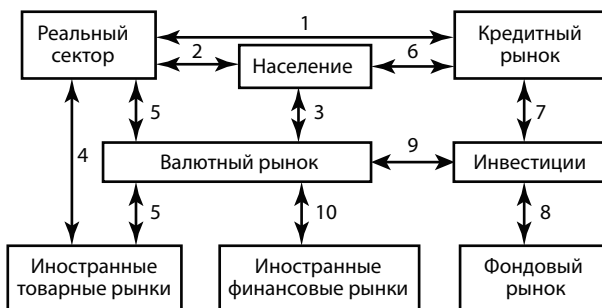 Реальный
сектор
1
Кредитный
рынок
2
Население
6
5
3
7
4
Валютный рынок
9
Инвестиции
5
10
8
Иностранные
товарные рынки
Иностранные
финансовые рынки
Фондовый
рынок